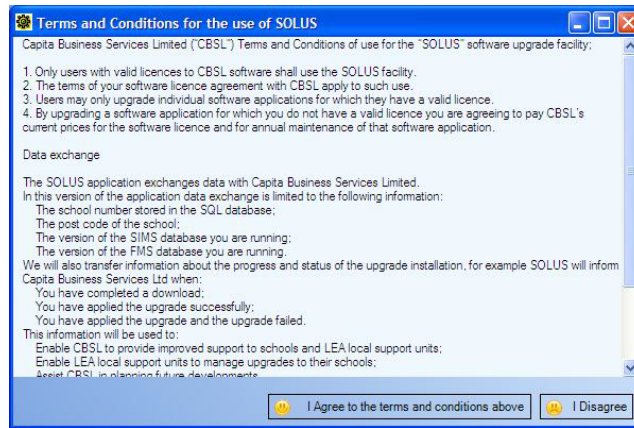 Terms and Conditions for the use of SOLUS
Capita Business Services Limited ("CBSL") Terms and Conditions of use for the "SOLUS" software upgrade facility;
1. Only users with valid licences to CBSL software shall use the SOLUS facility.
2. The terms of your software licence agreement with CBSL apply to such use.
3. Users may only upgrade individual software applications for which they have a valid licence.
4. By upgrading a software application for which you do not have a valid licence you are agreeing to pay CBSL's
current prices for the software licence and for annual maintenance of that software application.
Data exchange
The SOLUS application exchanges data with Capita Business Services Limited.
In this version of the application data exchange is limited to the following information:
The school number stored in the SQL database;
The post code of the school;
The version of the SIMS database you are running;
The version of the FMS database you are running.
We will also transfer information about the progress and status of the upgrade installation, for example SOLUS will inform
Capita Business Services Ltd when:
You have completed a download;
You have applied the upgrade successfully;
You have applied the upgrade and the upgrade failed.
This information will be used to:
Enable CBSL to provide improved support to schools and LEA local support units;
Enable LEA local support units to manage upgrades to their schools;
Assist CBSL in planning future developments
I Agree to the terms and conditions above
I Disagree